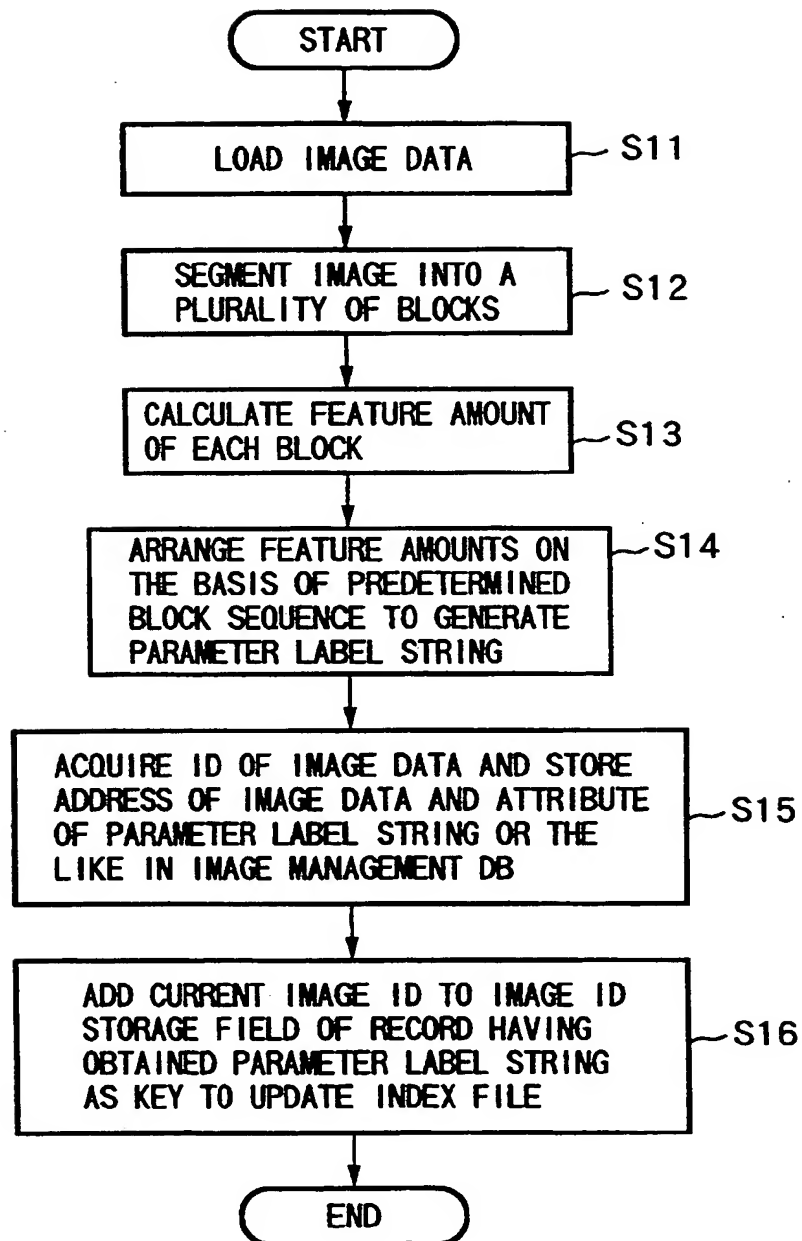 START
LOAD IMAGE DATA
S11
SEGMENT IMAGE INTO A
PLURALITY OF BLOCKS
S12
CALCULATE FEATURE AMOUNT
OF EACH BLOCK
S13
ARRANGE FEATURE AMOUNTS ON
THE BASIS OF PREDETERMINED
BLOCK SEQUENCE TO GENERATE
PARAMETER LABEL STRING
S14
ACQUIRE ID OF IMAGE DATA AND STORE
ADDRESS OF IMAGE DATA AND ATTRIBUTE
OF PARAMETER LABEL STRING OR THE
LIKE IN IMAGE MANAGEMENT DB
S15
ADD CURRENT IMAGE ID TO IMAGE ID
STORAGE FIELD OF RECORD HAVING
OBTAINED PARAMETER LABEL STRING
AS KEY TO UPDATE INDEX FILE
S16
END